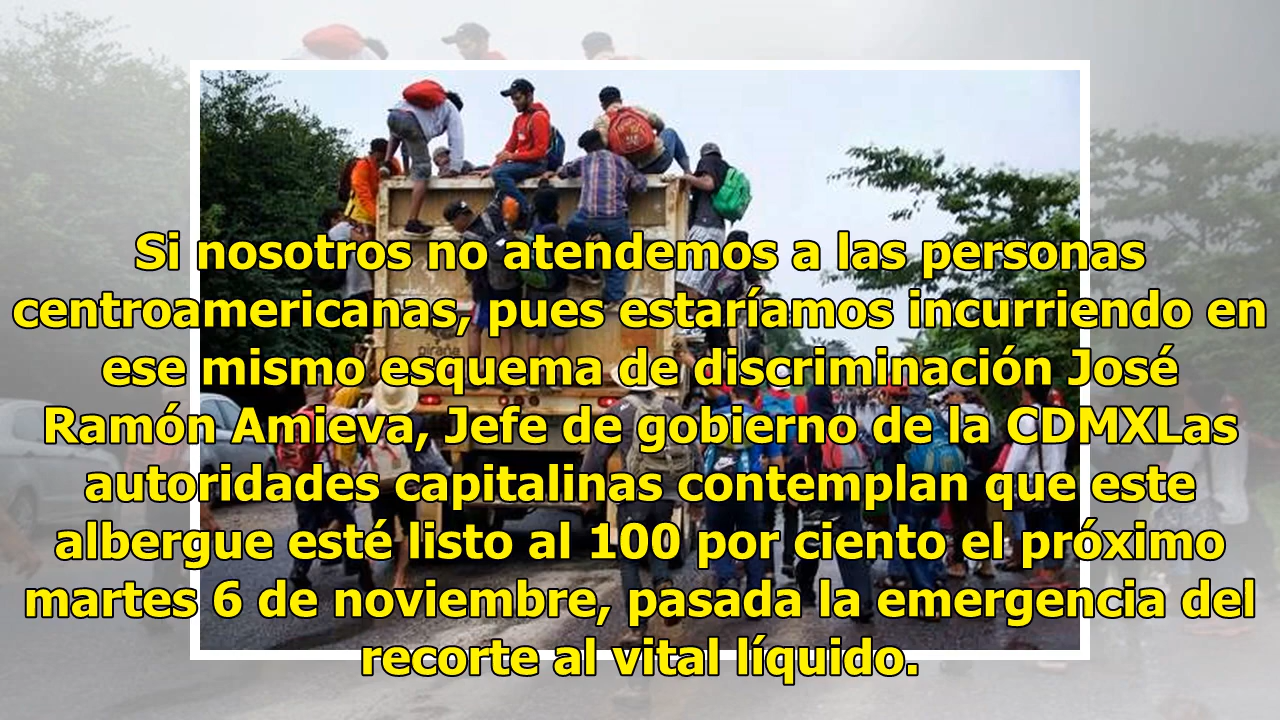 Si nosotros no atendemos a las personas
centroamericanas, pues estaríamos incurriendo en
ese mismo esquema de discriminación José
Ramón Amieva, Jefe de gobierno de la CDMXLas
autoridades capitalinas contemplan que este
albergue esté listo al 100 por ciento el próximo
martes 6 de noviembre, pasada la emergencia del
recorte al vital líquido.